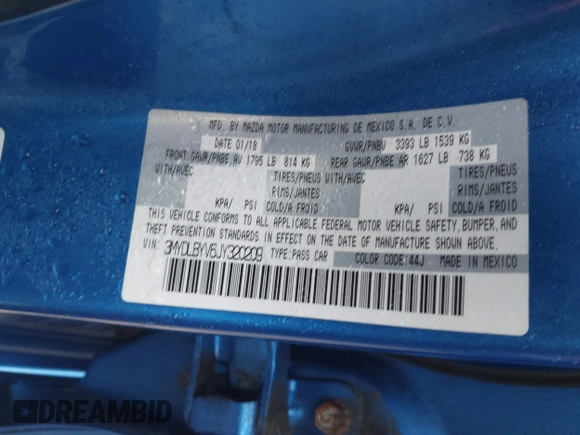 MFD. BY MAZDA MOTOR MANUFACTURING DE MEXICO S.A. DE C.V.
DATE 01/18 GVWR/PNBV 3393 LB 1539 KG
FRONT GAWR/PNBE.AV 1795 LB 814 KG REAR GAWR/PNBE AR 1627 LB 738 KG
WITH/AVEC TIRES/PNEUS WITH/AVEC TIRES/PNEUS
RIMS/JANTES RIMS/JANTES
KPA/ PSI COLD/A FROID KPA/ PSI COLD/A FROID
THIS VEHICLE CONFORMS TO ALL APPLICABLE FEDERAL MOTOR VEHICLE SAFETY, BUMPER, AND
THEFT PREVENTION STANDARDS IN EFFECT ON THE DATE OF MANUFACTURE SHOWN ABOVE.
VIN: 3MYDLBYV6JY320209 TYPE:PASS CAR COLOR CODE:44J MADE IN MEXICO
DREAMBID